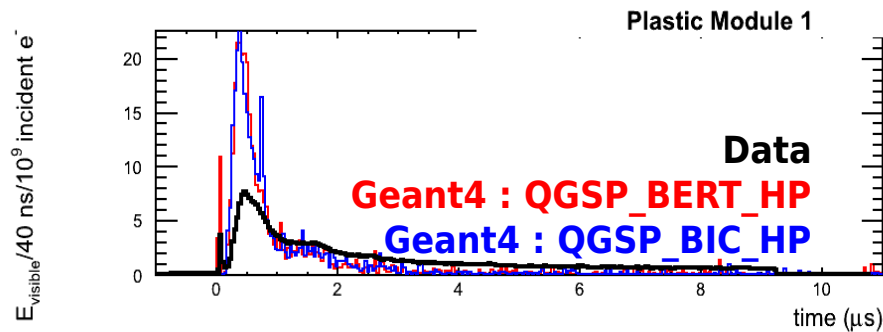 Plastic Module 1
E_visible/40 ns/10^9 incident e^-
20
15
10
5
0
Data
Geant4 : QGSP_BERT_HP
Geant4 : QGSP_BIC_HP
0 2 4 6 8 10
time (μs)